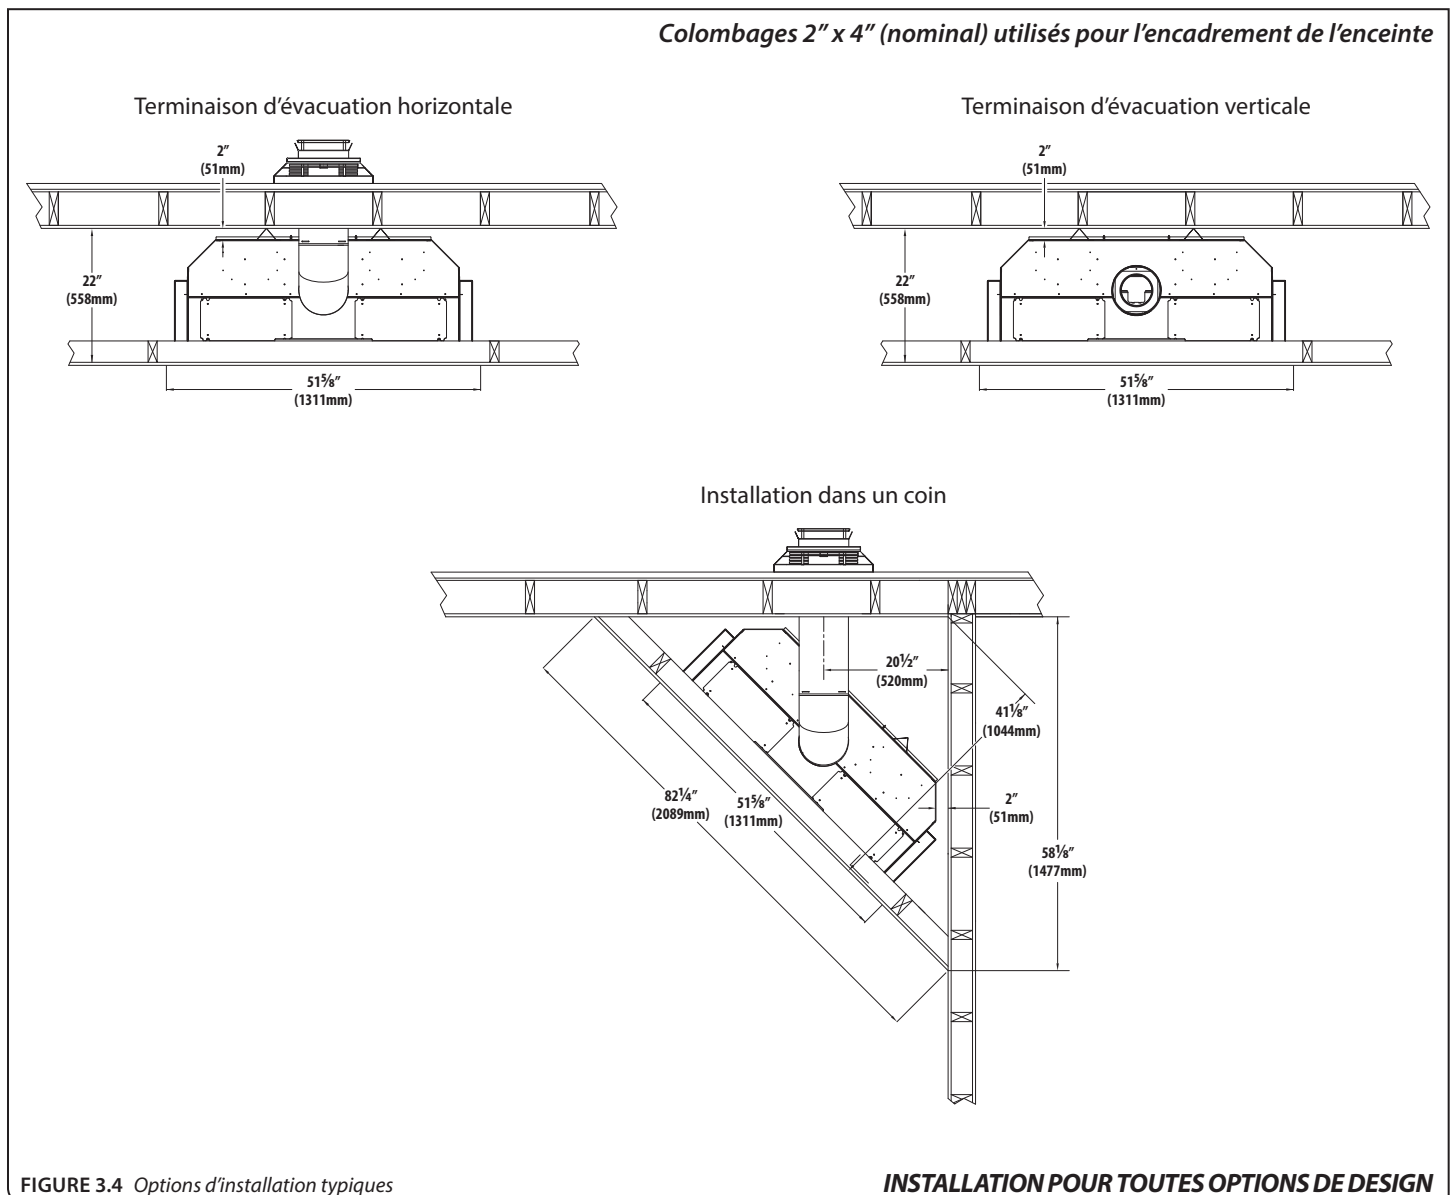 Colombages 2” x 4” (nominal) utilisés pour l’encadrement de l’enceinte
Terminaison d’évacuation horizontale
2”
(51mm)
22”
(558mm)
51⅝”
(1311mm)
Terminaison d’évacuation verticale
2”
(51mm)
22”
(558mm)
51⅝”
(1311mm)
Installation dans un coin
20½”
(520mm)
41⅛”
(1044mm)
82¼”
(2089mm)
51⅝”
(1311mm)
2”
(51mm)
58⅛”
(1477mm)
FIGURE 3.4 Options d’installation typiques
INSTALLATION POUR TOUTES OPTIONS DE DESIGN